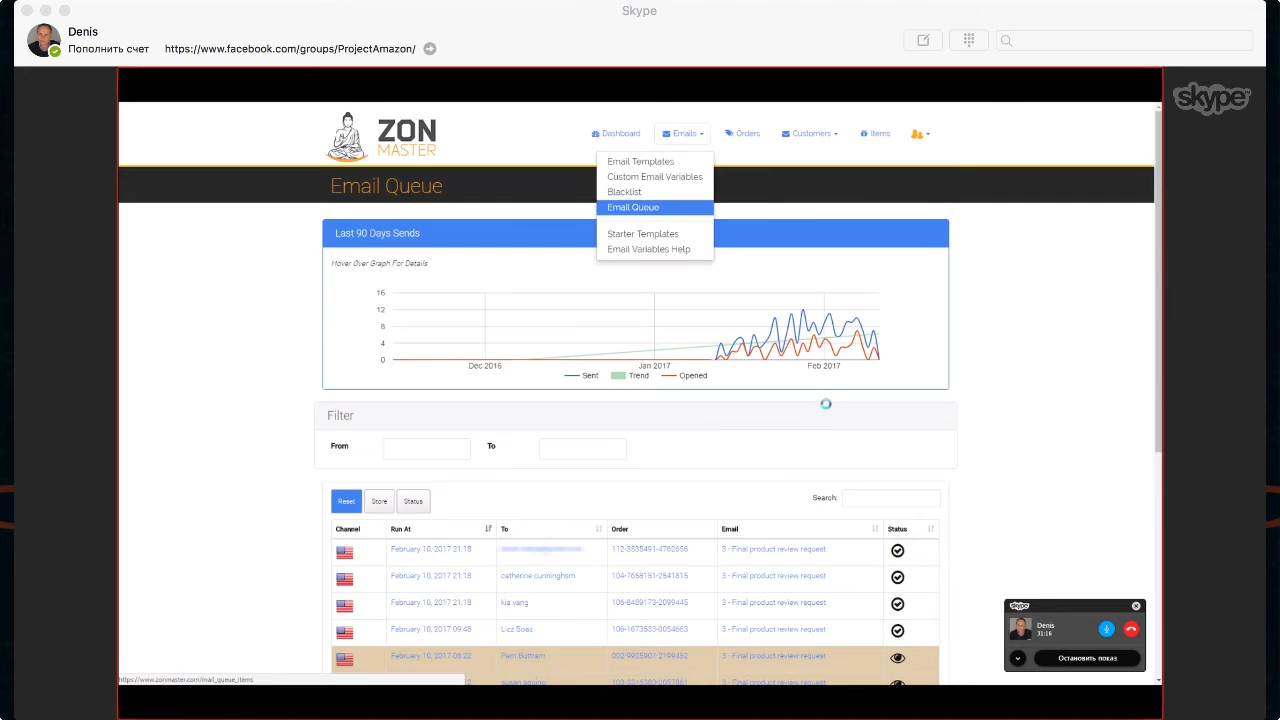 Skype
Denis
Пополнить счет https://www.facebook.com/groups/ProjectAmazon/
skype
ZON
MASTER
Dashboard Emails Orders Customers Items
Email Templates
Custom Email Variables
Blacklist
Email Queue
Starter Templates
Email Variables Help
Email Queue
Last 90 Days Sends
Hover Over Graph For Details
16
12
8
4
0
Dec 2016 Jan 2017 Feb 2017
Sent Trend Opened
Filter
From To
Reset Store Status Search:
Channel Run At To Order Email Status
February 10, 2017 21:18 112-3535491-4762656 3 - Final product review request
February 10, 2017 21:18 catherine cunninghsm 104-7658151-2541815 3 - Final product review request
February 10, 2017 21:18 kia vang 106-8489173-2099445 3 - Final product review request
February 10, 2017 09:48 Lizz Boaz 106-1673533-0054663 3 - Final product review request
February 10, 2017 06:22 Pam Buttram 002-9925907-2199432 3 - Final product review request
https://www.zonmaster.com/mail_queue_items
skype
Denis
31:16
Остановить показ